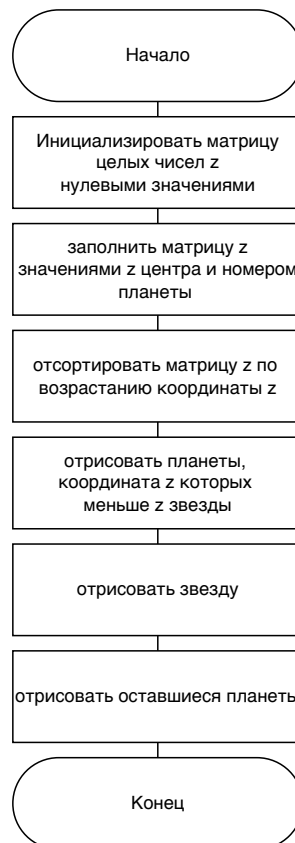 Начало
Инициализировать матрицу
целых чисел z
нулевыми значениями
заполнить матрицу z
значениями z центра и номером
планеты
отсортировать матрицу z по
возрастанию координаты z
отрисовать планеты,
координата z которых
меньше z звезды
отрисовать звезду
отрисовать оставшиеся планеты
Конец